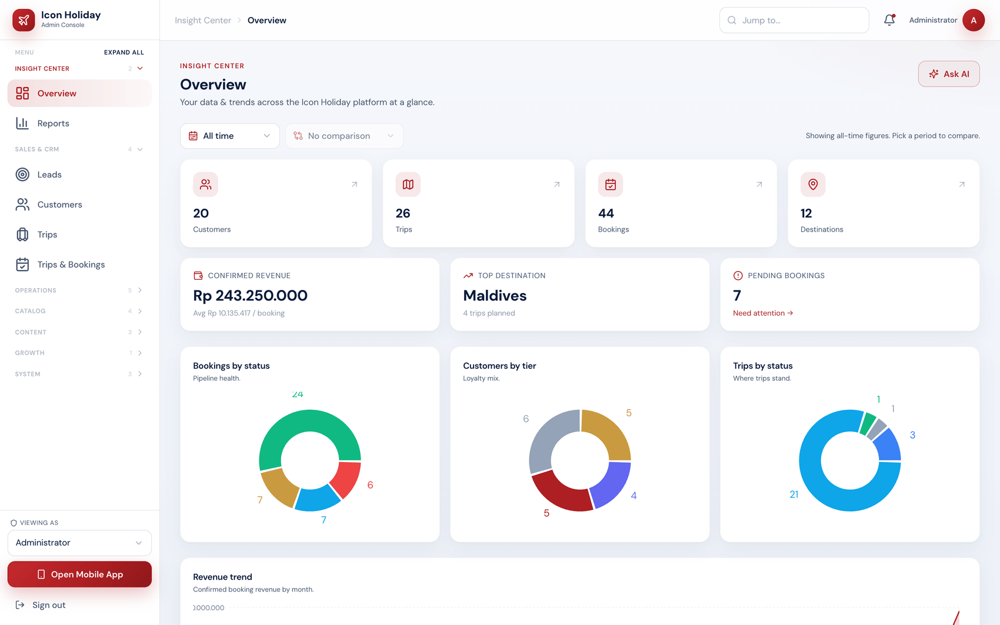 Icon Holiday
Admin Console
MENU
EXPAND ALL
INSIGHT CENTER
2
Overview
Reports
SALES & CRM
4
Leads
Customers
Trips
Trips & Bookings
OPERATIONS
5
CATALOG
4
CONTENT
3
GROWTH
1
SYSTEM
3
VIEWING AS
Administrator
Open Mobile App
Sign out
Insight Center
Overview
Jump to...
Administrator
A
INSIGHT CENTER
Overview
Your data & trends across the Icon Holiday platform at a glance.
Ask AI
All time
No comparison
Showing all-time figures. Pick a period to compare.
20
Customers
26
Trips
44
Bookings
12
Destinations
CONFIRMED REVENUE
Rp 243.250.000
Avg Rp 10.135.417 / booking
TOP DESTINATION
Maldives
4 trips planned
PENDING BOOKINGS
7
Need attention →
Bookings by status
Pipeline health.
24
6
7
7
Customers by tier
Loyalty mix.
5
6
4
5
Trips by status
Where trips stand.
1
1
3
21
Revenue trend
Confirmed booking revenue by month.
0.000.000